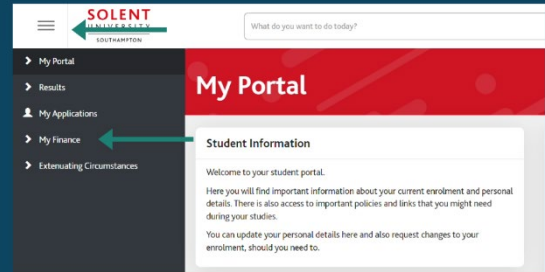 SOLENT
UNIVERSITY
SOUTHAMPTON
What do you want to do today?
My Portal
Results
My Applications
My Finance
Extenuating Circumstances
My Portal
Student Information
Welcome to your student portal.
Here you will find important information about your current enrolment and personal
details. There is also access to important policies and links that you might need
during your studies.
You can update your personal details here and also request changes to your
enrolment, should you need to.